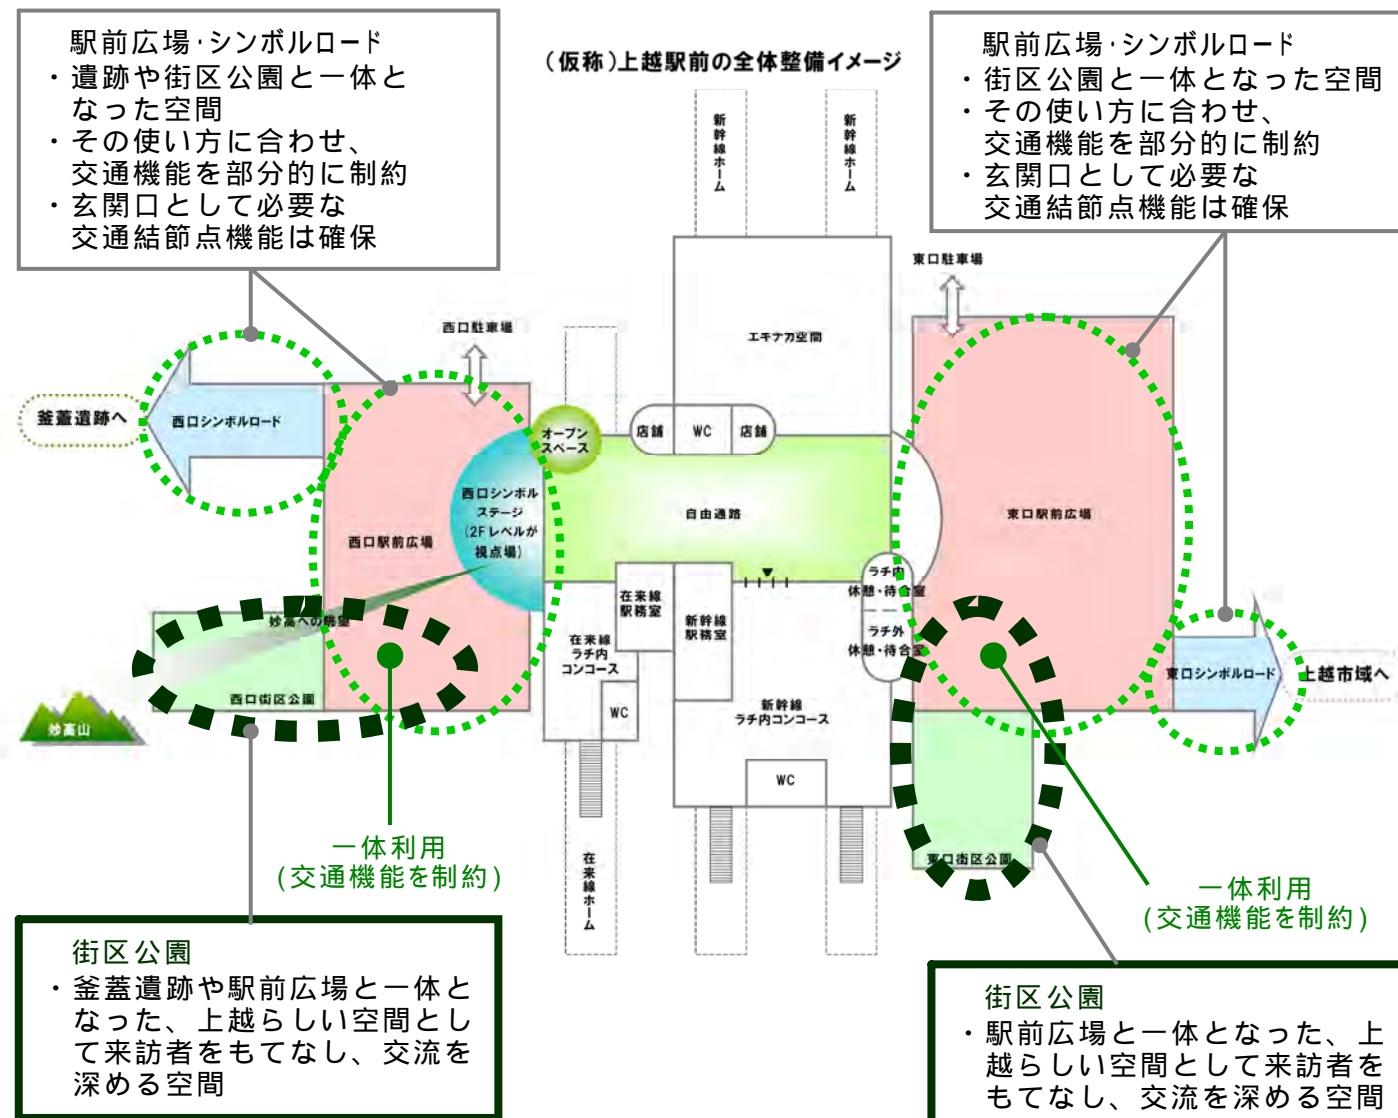 (仮称)上越駅前の全体整備イメージ
駅前広場・シンボルロード
・遺跡や街区公園と一体と
なった空間
・その使い方に合わせ、
交通機能を部分的に制約
・玄関口として必要な
交通結節点機能は確保
駅前広場・シンボルロード
・街区公園と一体となった空間
・その使い方に合わせ、
交通機能を部分的に制約
・玄関口として必要な
交通結節点機能は確保
新幹線ホーム
新幹線ホーム
東口駐車場
西口駐車場
エキナカ空間
釜蓋遺跡へ
西口シンボルロード
オープン
スペース
店舗
WC
店舗
西口シンボル
ステージ
(2Fレベルが
視点場)
自由通路
東口駅前広場
西口駅前広場
ラチ内
休憩・待合室
ラチ外
休憩・待合室
在来線
駅務室
新幹線
駅務室
妙高への眺望
在来線
ラチ内
コンコース
WC
西口街区公園
妙高山
新幹線
ラチ内コンコース
WC
東口シンボルロード
上越市域へ
在来線ホーム
東口街区公園
一体利用
(交通機能を制約)
一体利用
(交通機能を制約)
街区公園
・釜蓋遺跡や駅前広場と一体と
なった、上越らしい空間とし
て来訪者をもてなし、交流を
深める空間
街区公園
・駅前広場と一体となった、上
越らしい空間として来訪者を
もてなし、交流を深める空間